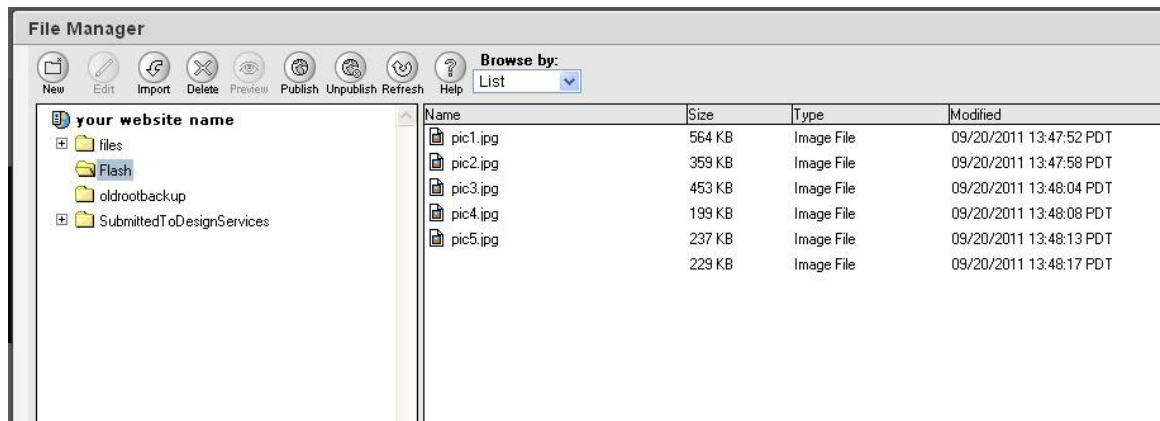 File Manager
New Edit Import Delete Preview Publish Unpublish Refresh Help Browse by: List
your website name
files
Flash
oldrootbackup
SubmittedToDesignServices
Name Size Type Modified
pic1.jpg 564 KB Image File 09/20/2011 13:47:52 PDT
pic2.jpg 359 KB Image File 09/20/2011 13:47:58 PDT
pic3.jpg 453 KB Image File 09/20/2011 13:48:04 PDT
pic4.jpg 199 KB Image File 09/20/2011 13:48:08 PDT
pic5.jpg 237 KB Image File 09/20/2011 13:48:13 PDT
229 KB Image File 09/20/2011 13:48:17 PDT